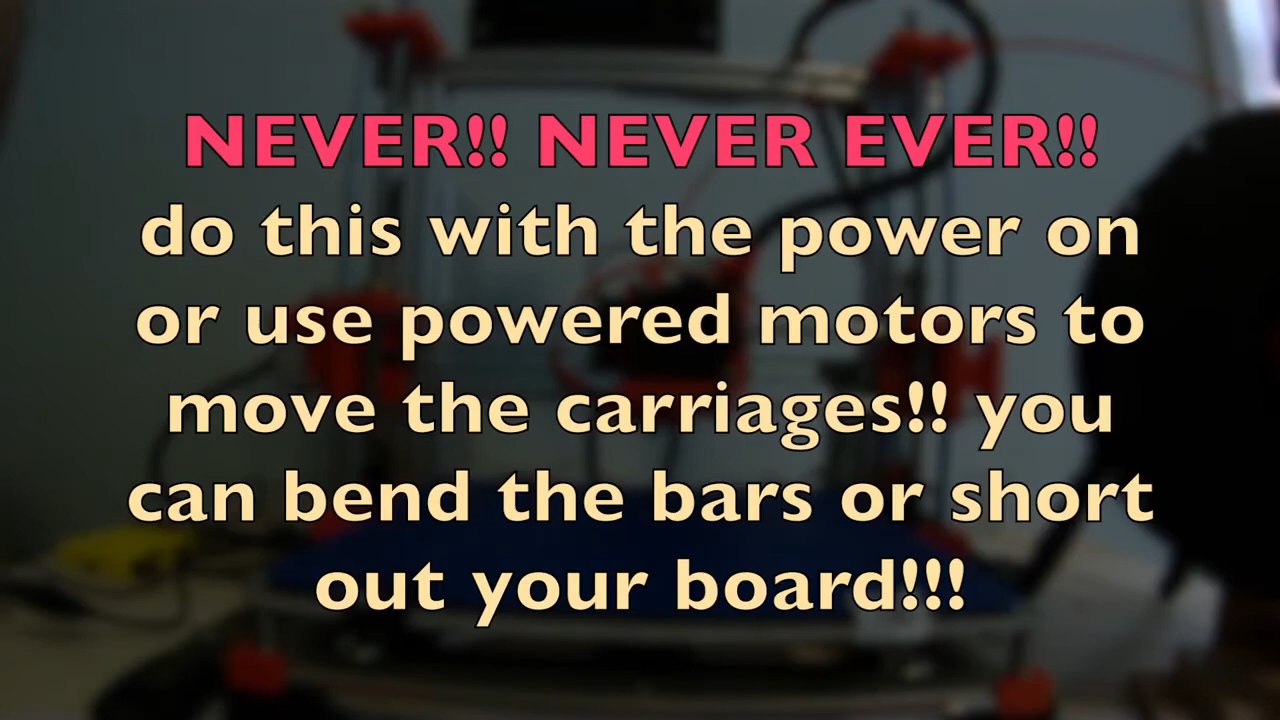 NEVER!! NEVER EVER!!
do this with the power on
or use powered motors to
move the carriages!! you
can bend the bars or short
out your board!!!